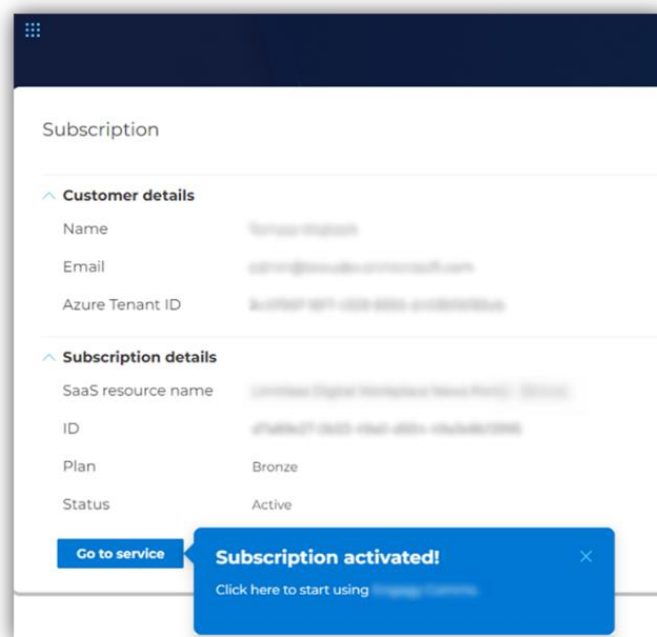 Subscription
Customer details
Name
Email
Azure Tenant ID
Subscription details
SaaS resource name
ID
Plan Bronze
Status Active
Go to service
Subscription activated!
Click here to start using